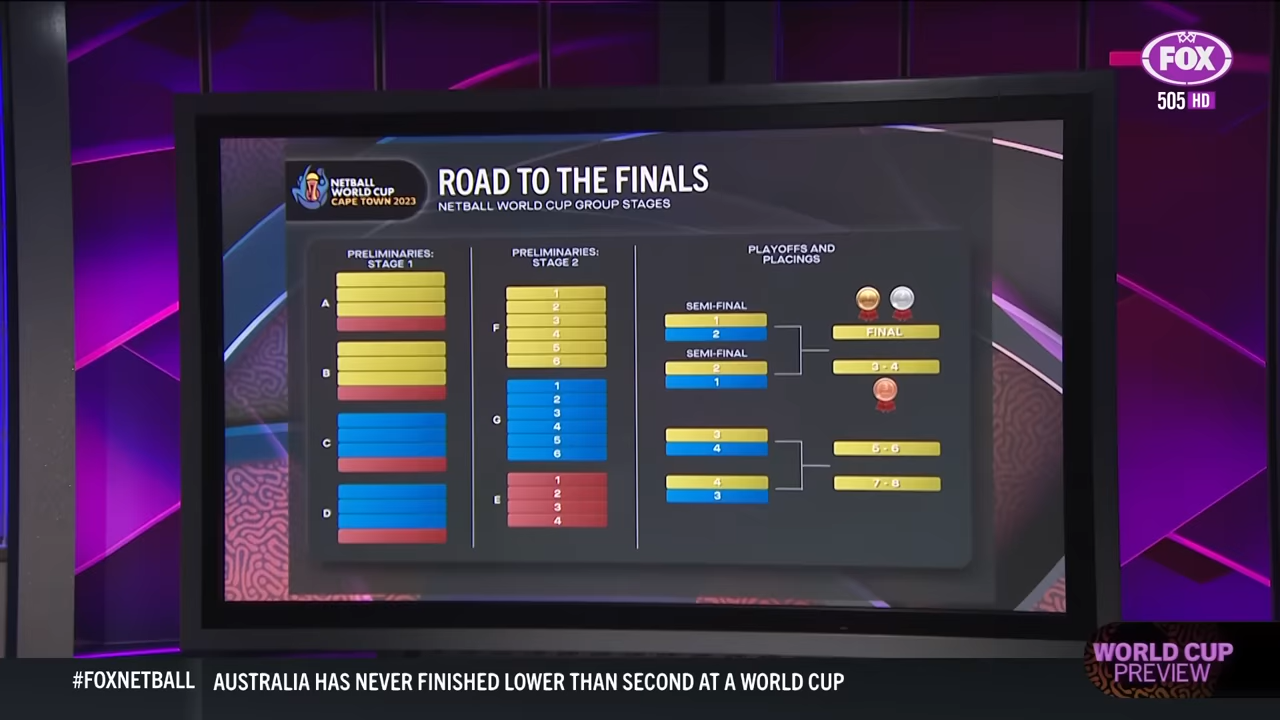 FOX
505 HD
NETBALL
WORLD CUP
CAPE TOWN 2023
ROAD TO THE FINALS
NETBALL WORLD CUP GROUP STAGES
PRELIMINARIES:
STAGE 1
A
B
C
D
PRELIMINARIES:
STAGE 2
F
1
2
3
4
5
6
G
1
2
3
4
5
6
E
1
2
3
4
PLAYOFFS AND
PLACINGS
SEMI-FINAL
1
2
SEMI-FINAL
2
1
3
4
4
3
FINAL
3 - 4
5 - 6
7 - 8
WORLD CUP
PREVIEW
#FOXNETBALL AUSTRALIA HAS NEVER FINISHED LOWER THAN SECOND AT A WORLD CUP